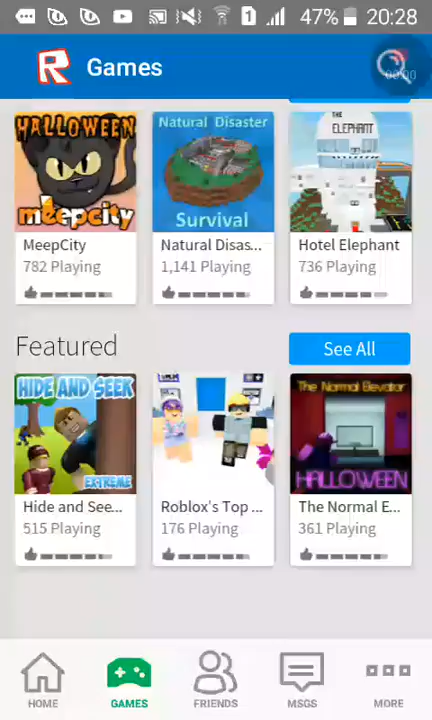 47% 20:28
R Games
00:00
HALLOWEEN
meepcity
Natural Disaster
Survival
THE
ELEPHANT
MeepCity
Natural Disas...
Hotel Elephant
782 Playing
1,141 Playing
736 Playing
Featured
See All
HIDE AND SEEK
EXTREME
The Normal Elevator
HALLOWEEN
Hide and See...
Roblox's Top ...
The Normal E...
515 Playing
176 Playing
361 Playing
HOME
GAMES
FRIENDS
MSGS
MORE